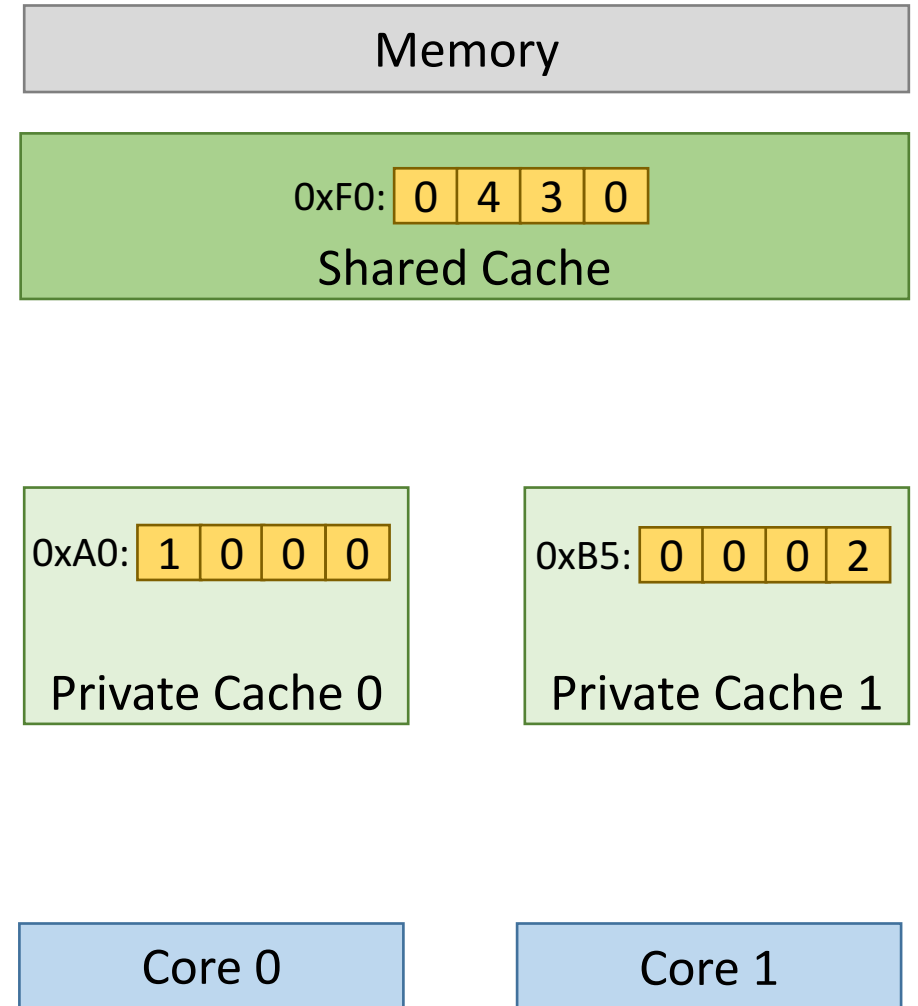 Memory
0xF0: 0 4 3 0
Shared Cache
0xA0: 1 0 0 0
0xB5: 0 0 0 2
Private Cache 0
Private Cache 1
Core 0
Core 1